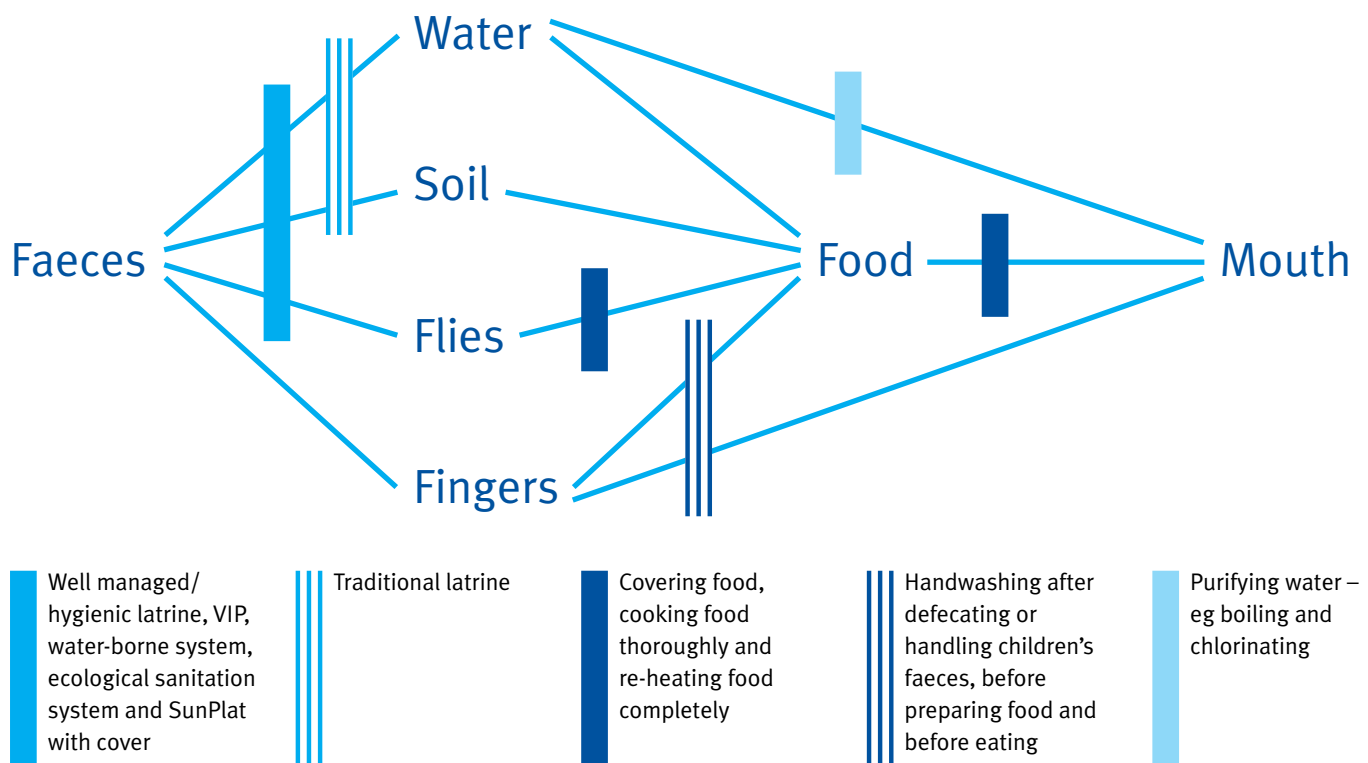 Water
Soil
Faeces
Food
Mouth
Flies
Fingers
Well managed/
hygienic latrine, VIP,
water-borne system,
ecological sanitation
system and SunPlat
with cover
Traditional latrine
Covering food,
cooking food
thoroughly and
re-heating food
completely
Handwashing after
defecating or
handling children’s
faeces, before
preparing food and
before eating
Purifying water –
eg boiling and
chlorinating